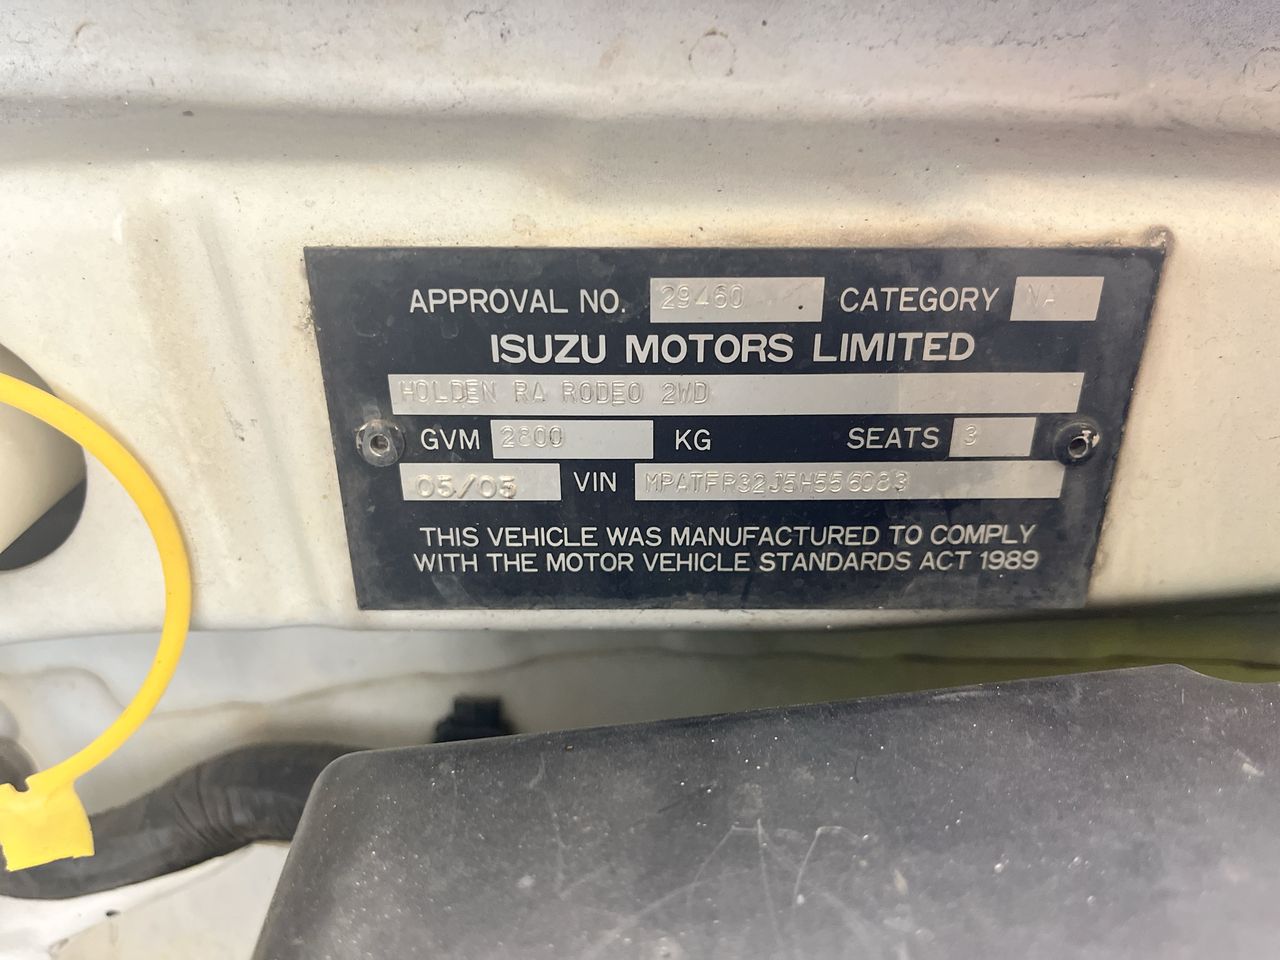 APPROVAL NO. 29460 CATEGORY NA
ISUZU MOTORS LIMITED
HOLDEN RA RODEO 2WD
GVM 2800 KG SEATS 3
05/05 VIN MPATFR32J5H556083
THIS VEHICLE WAS MANUFACTURED TO COMPLY
WITH THE MOTOR VEHICLE STANDARDS ACT 1989